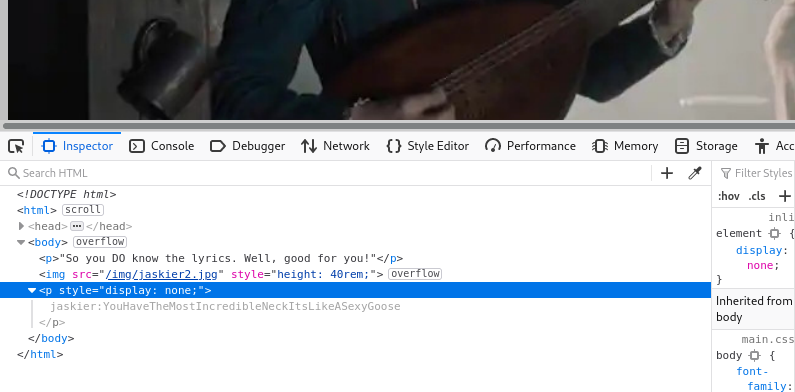 Inspector Console Debugger Network Style Editor Performance Memory Storage Acc
Search HTML
Filter Styles
<!DOCTYPE html>
:hov .cls
<html> scroll
<head> </head>
inli
<body> overflow
element {
<p>"So you DO know the lyrics. Well, good for you!"</p>
display:
<img src="/img/jaskier2.jpg" style="height: 40rem;"> overflow
none;
<p style="display: none;">
}
jaskier:YouHaveTheMostIncredibleNeckItsLikeASexyGoose
Inherited from
body
</p>
</body>
main.css
</html>
body {
font-
family: